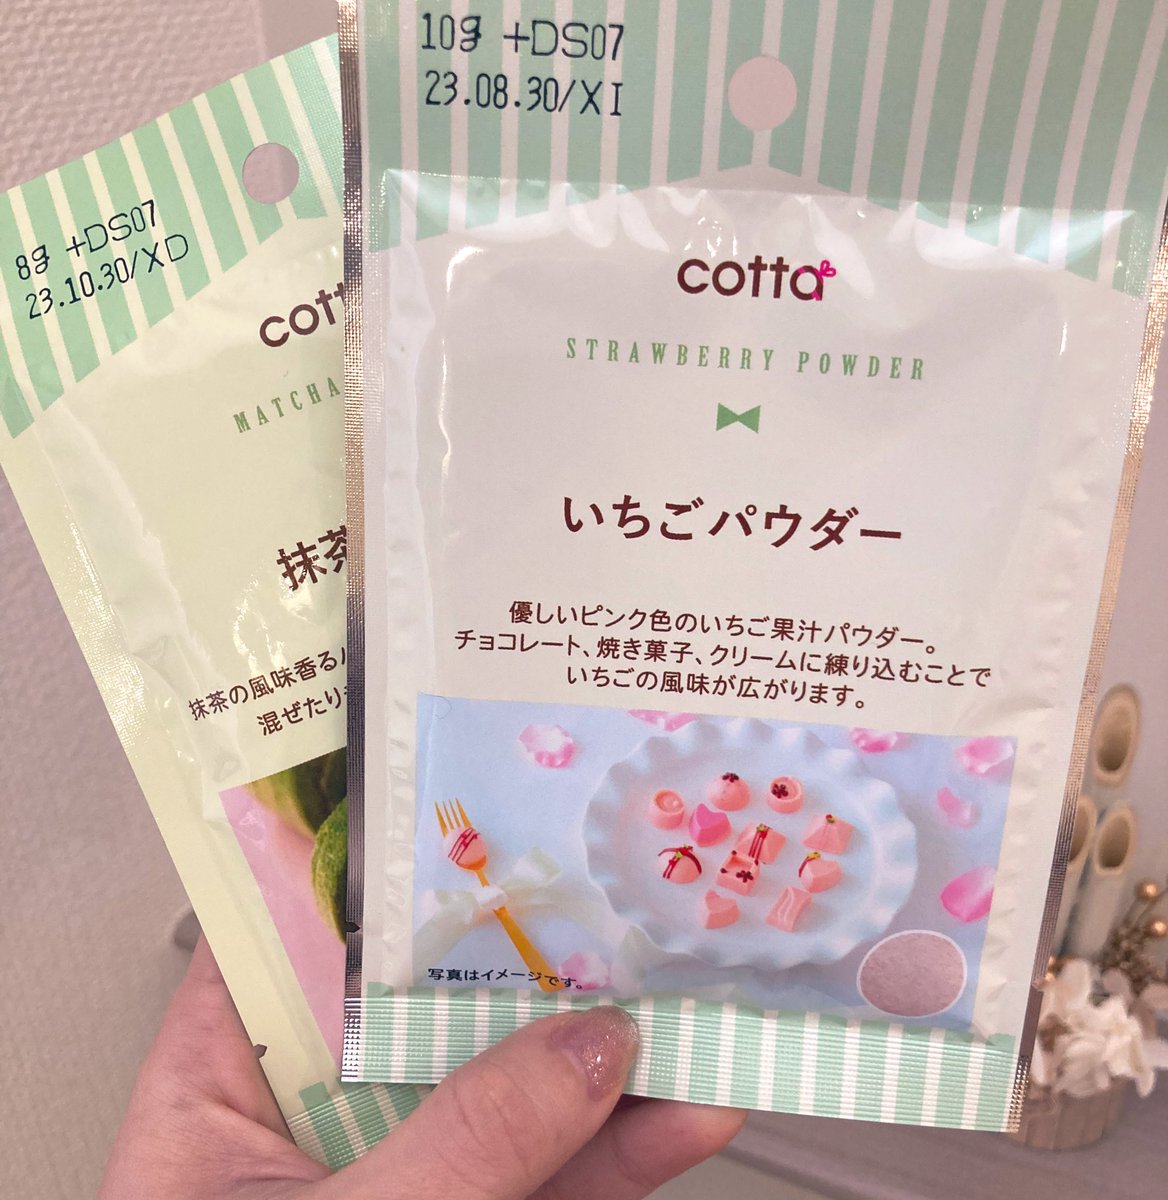 10g +DS07
23.08.30/XI
cotta
STRAWBERRY POWDER
いちごパウダー
優しいピンク色のいちご果汁パウダー。
チョコレート、焼き菓子、クリームに練り込むことで
いちごの風味が広がります。
写真はイメージです。
8g +DS07
23.10.30/XD
cott
MATCHA
抹茶
抹茶の風味香る
混ぜたり